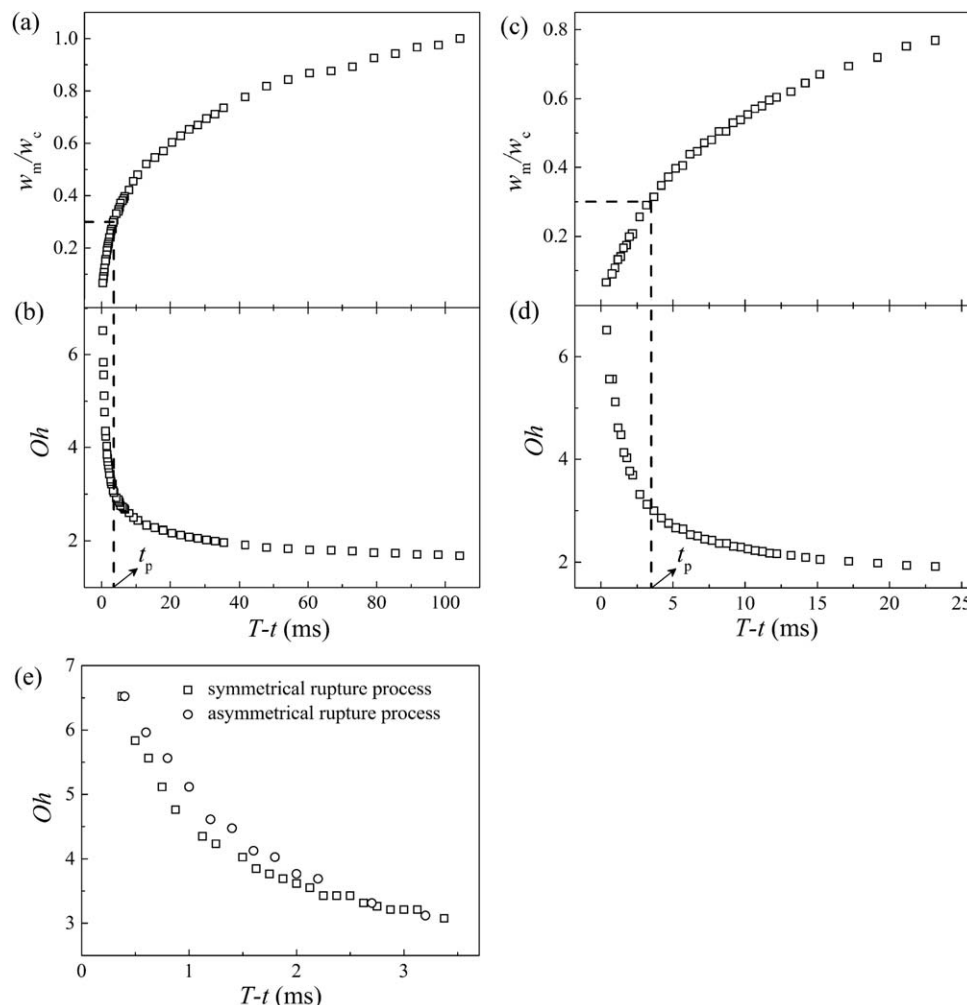 (a)
1.0
0.8
0.6
0.4
0.2
w_m/w_c
(b)
6
4
2
Oh
t_p
0 20 40 60 80 100
T-t (ms)
(c)
0.8
0.6
0.4
0.2
0.0
w_m/w_c
(d)
6
4
2
Oh
t_p
0 5 10 15 20 25
T-t (ms)
(e)
7
6
5
4
3
Oh
symmetrical rupture process
asymmetrical rupture process
0 1 2 3
T-t (ms)